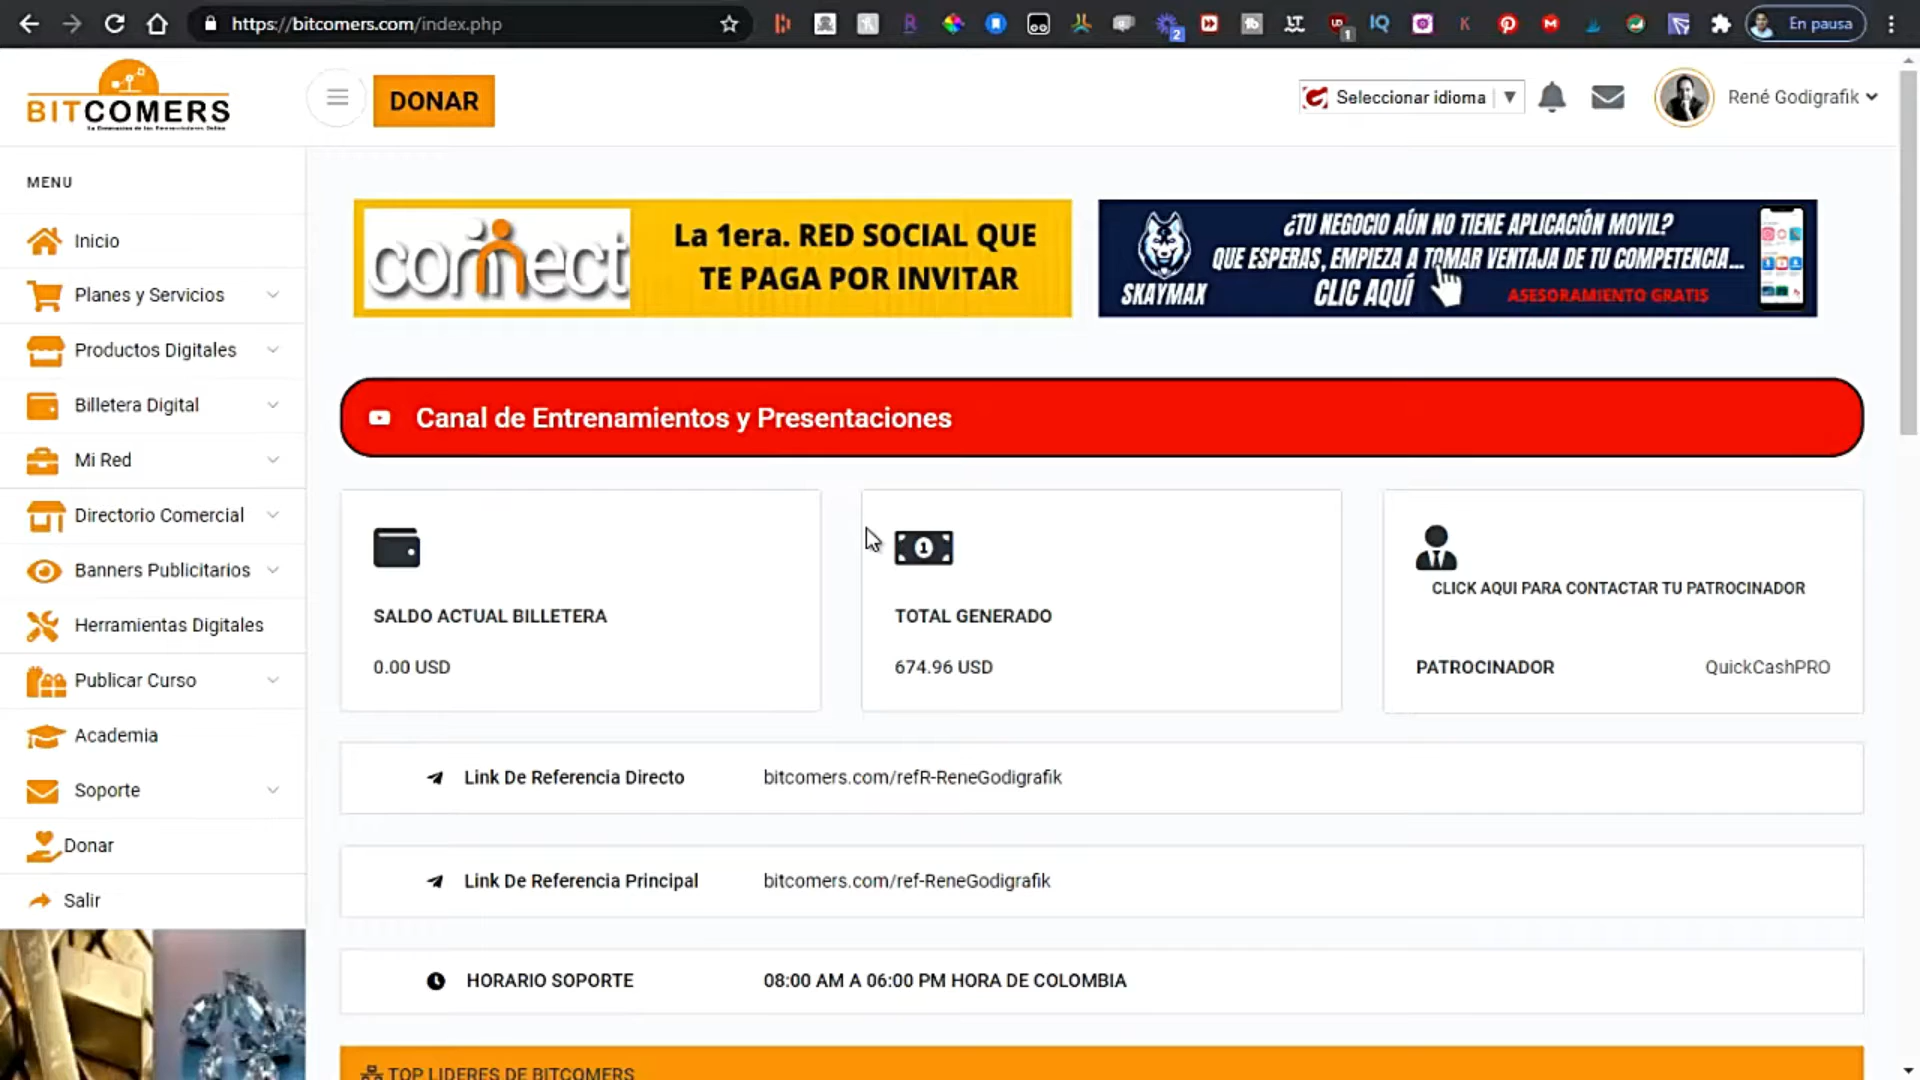 https://bitcomers.com/index.php
En pausa
BITCOMERS
DONAR
Seleccionar idioma
René Godigrafik
MENU
Inicio
Planes y Servicios
Productos Digitales
Billetera Digital
Mi Red
Directorio Comercial
Banners Publicitarios
Herramientas Digitales
Publicar Curso
Academia
Soporte
Donar
Salir
connect
La 1era. RED SOCIAL QUE
TE PAGA POR INVITAR
¿TU NEGOCIO AÚN NO TIENE APLICACIÓN MOVIL?
QUE ESPERAS, EMPIEZA A TOMAR VENTAJA DE TU COMPETENCIA...
SKAYMAX
CLIC AQUÍ
ASESORAMIENTO GRATIS
Canal de Entrenamientos y Presentaciones
SALDO ACTUAL BILLETERA
0.00 USD
TOTAL GENERADO
674.96 USD
CLICK AQUI PARA CONTACTAR TU PATROCINADOR
PATROCINADOR QuickCashPRO
Link De Referencia Directo bitcomers.com/refR-ReneGodigrafik
Link De Referencia Principal bitcomers.com/ref-ReneGodigrafik
HORARIO SOPORTE 08:00 AM A 06:00 PM HORA DE COLOMBIA
TOP LIDERES DE BITCOMERS